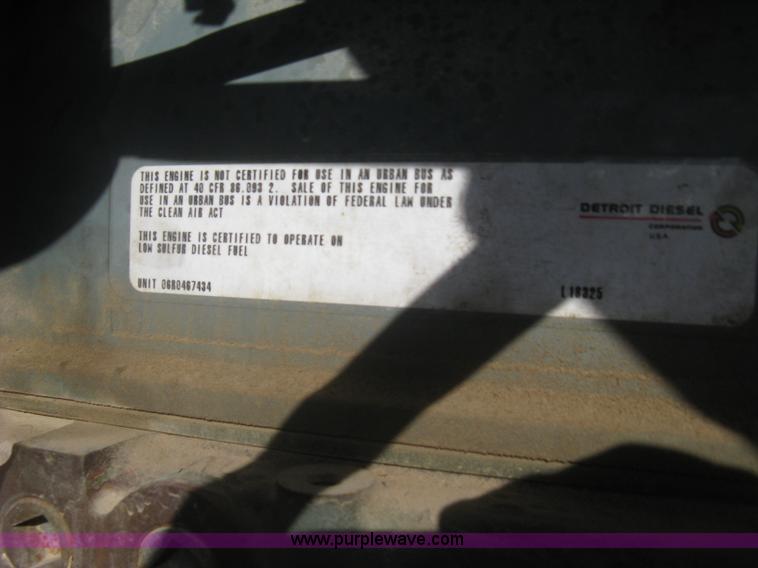 THIS ENGINE IS NOT CERTIFIED FOR USE IN AN URBAN BUS AS
DEFINED AT 40 CFR 86.093 2. SALE OF THIS ENGINE FOR
USE IN AN URBAN BUS IS A VIOLATION OF FEDERAL LAW UNDER
THE CLEAN AIR ACT
THIS ENGINE IS CERTIFIED TO OPERATE ON
LOW SULFUR DIESEL FUEL
UNIT 06R0467434
DETROIT DIESEL
CORPORATION
U.S.A.
L18325
www.purplewave.com